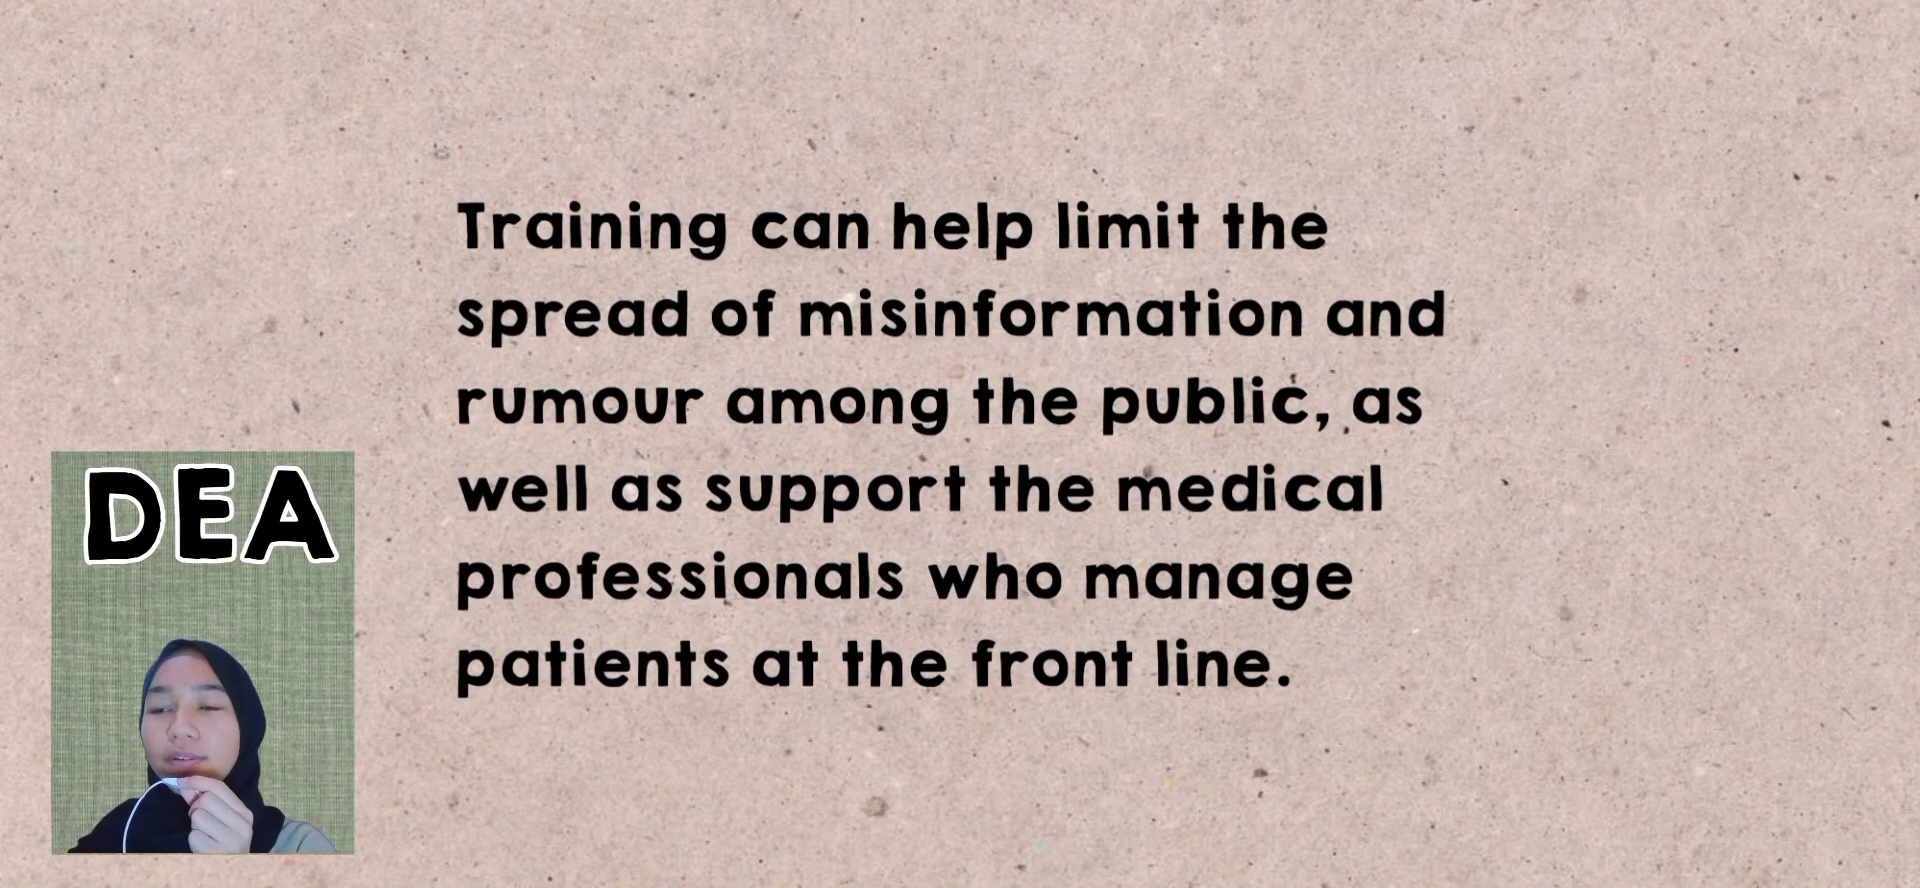 Training can help limit the
spread of misinformation and
rumour among the public, as
well as support the medical
professionals who manage
patients at the front line.
DEA